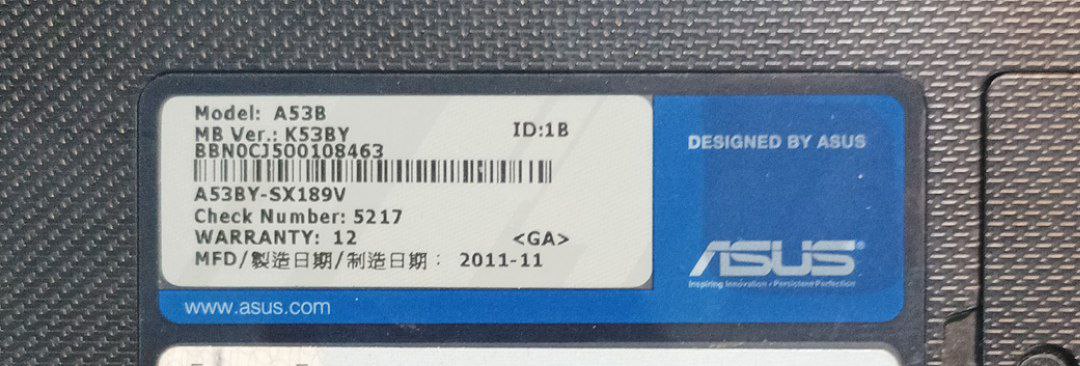 Model: A53B
MB Ver.: K53BY
ID:1B
BBN0CJ500108463
A53BY-SX189V
Check Number: 5217
WARRANTY: 12
<GA>
MFD/製造日期/制造日期: 2011-11
DESIGNED BY ASUS
ASUS
Inspiring Innovation • Persistent Perfection
www.asus.com